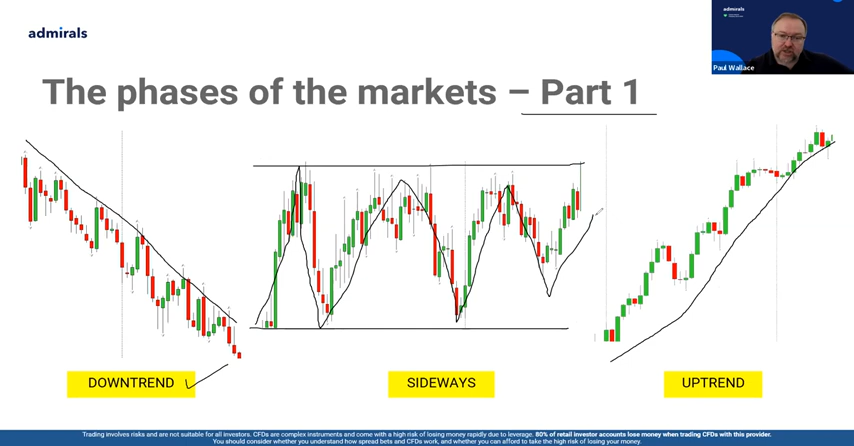 admirals
admirals
Paul Wallace
The phases of the markets – Part 1
DOWNTREND
SIDEWAYS
UPTREND
Trading involves risks and are not suitable for all investors. CFDs are complex instruments and come with a high risk of losing money rapidly due to leverage. 80% of retail investor accounts lose money when trading CFDs with this provider.
You should consider whether you understand how spread bets and CFDs work, and whether you can afford to take the high risk of losing your money.